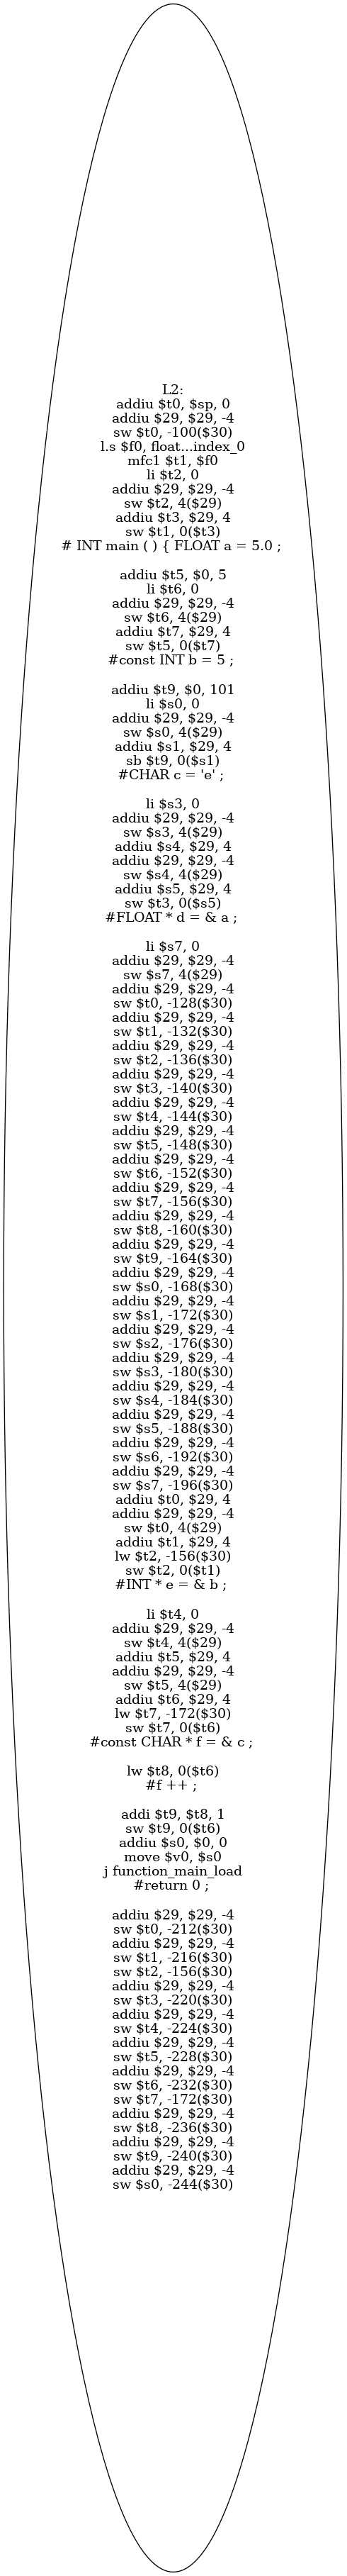 L2:
addiu $t0, $sp, 0
addiu $29, $29, -4
sw $t0, -100($30)
l.s $f0, float...index_0
mfc1 $t1, $f0
li $t2, 0
addiu $29, $29, -4
sw $t2, 4($29)
addiu $t3, $29, 4
sw $t1, 0($t3)
# INT main ( ) { FLOAT a = 5.0 ;
addiu $t5, $0, 5
li $t6, 0
addiu $29, $29, -4
sw $t6, 4($29)
addiu $t7, $29, 4
sw $t5, 0($t7)
#const INT b = 5 ;
addiu $t9, $0, 101
li $s0, 0
addiu $29, $29, -4
sw $s0, 4($29)
addiu $s1, $29, 4
sb $t9, 0($s1)
#CHAR c = 'e' ;
li $s3, 0
addiu $29, $29, -4
sw $s3, 4($29)
addiu $s4, $29, 4
addiu $29, $29, -4
sw $s4, 4($29)
addiu $s5, $29, 4
sw $t3, 0($s5)
#FLOAT * d = & a ;
li $s7, 0
addiu $29, $29, -4
sw $s7, 4($29)
addiu $29, $29, -4
sw $t0, -128($30)
addiu $29, $29, -4
sw $t1, -132($30)
addiu $29, $29, -4
sw $t2, -136($30)
addiu $29, $29, -4
sw $t3, -140($30)
addiu $29, $29, -4
sw $t4, -144($30)
addiu $29, $29, -4
sw $t5, -148($30)
addiu $29, $29, -4
sw $t6, -152($30)
addiu $29, $29, -4
sw $t7, -156($30)
addiu $29, $29, -4
sw $t8, -160($30)
addiu $29, $29, -4
sw $t9, -164($30)
addiu $29, $29, -4
sw $s0, -168($30)
addiu $29, $29, -4
sw $s1, -172($30)
addiu $29, $29, -4
sw $s2, -176($30)
addiu $29, $29, -4
sw $s3, -180($30)
addiu $29, $29, -4
sw $s4, -184($30)
addiu $29, $29, -4
sw $s5, -188($30)
addiu $29, $29, -4
sw $s6, -192($30)
addiu $29, $29, -4
sw $s7, -196($30)
addiu $t0, $29, 4
addiu $29, $29, -4
sw $t0, 4($29)
addiu $t1, $29, 4
lw $t2, -156($30)
sw $t2, 0($t1)
#INT * e = & b ;
li $t4, 0
addiu $29, $29, -4
sw $t4, 4($29)
addiu $t5, $29, 4
addiu $29, $29, -4
sw $t5, 4($29)
addiu $t6, $29, 4
lw $t7, -172($30)
sw $t7, 0($t6)
#const CHAR * f = & c ;
lw $t8, 0($t6)
#f ++ ;
addi $t9, $t8, 1
sw $t9, 0($t6)
addiu $s0, $0, 0
move $v0, $s0
j function_main_load
#return 0 ;
addiu $29, $29, -4
sw $t0, -212($30)
addiu $29, $29, -4
sw $t1, -216($30)
sw $t2, -156($30)
addiu $29, $29, -4
sw $t3, -220($30)
addiu $29, $29, -4
sw $t4, -224($30)
addiu $29, $29, -4
sw $t5, -228($30)
addiu $29, $29, -4
sw $t6, -232($30)
sw $t7, -172($30)
addiu $29, $29, -4
sw $t8, -236($30)
addiu $29, $29, -4
sw $t9, -240($30)
addiu $29, $29, -4
sw $s0, -244($30)